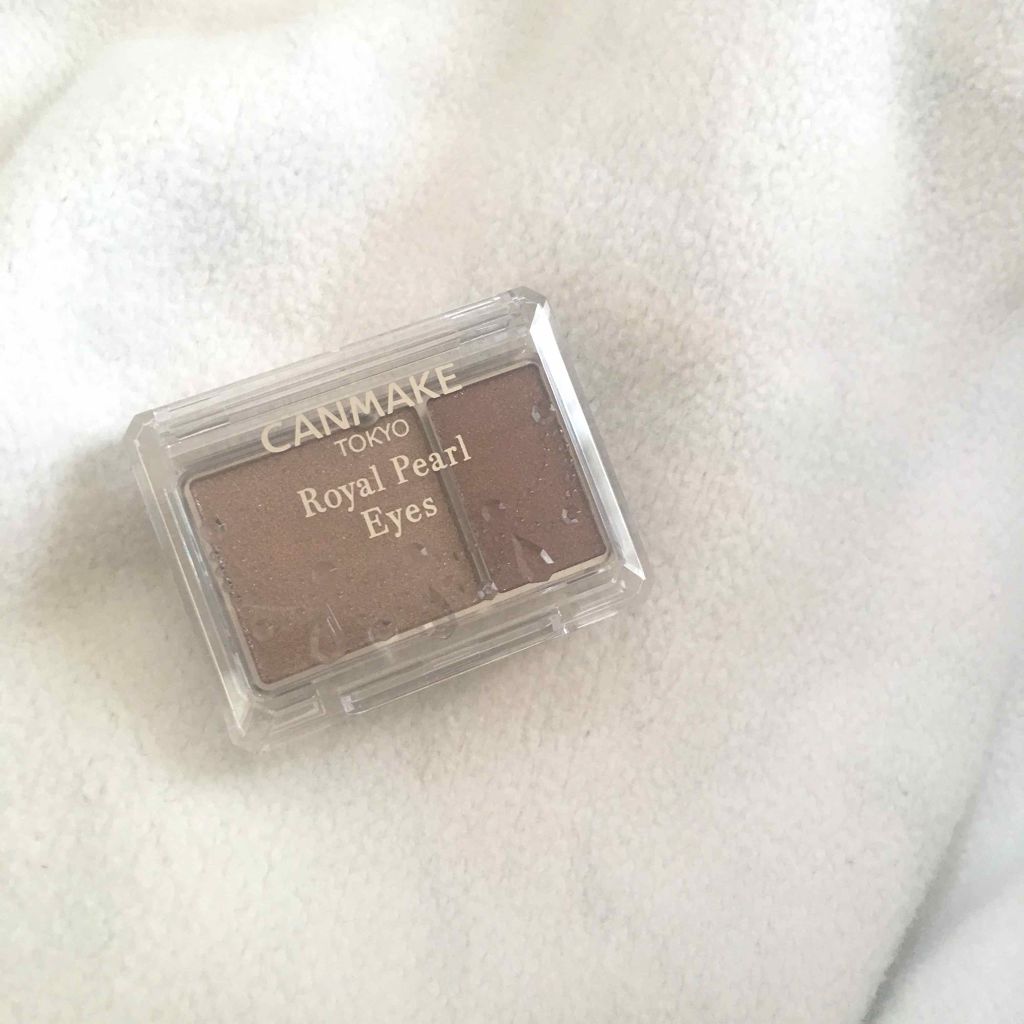 CANMAKE
TOKYO
Royal Pearl
Eyes